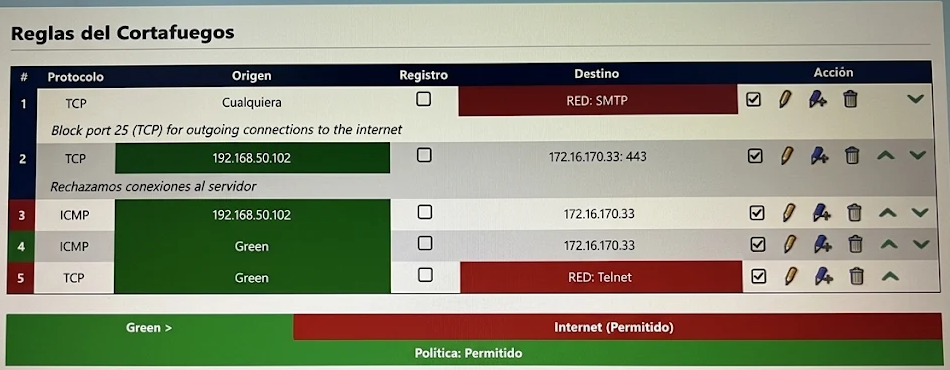 Reglas del Cortafuegos
# Protocolo Origen Registro Destino Acción
1 TCP Cualquiera RED: SMTP
Block port 25 (TCP) for outgoing connections to the internet
2 TCP 192.168.50.102 172.16.170.33: 443
Rechazamos conexiones al servidor
3 ICMP 192.168.50.102 172.16.170.33
4 ICMP Green 172.16.170.33
5 TCP Green RED: Telnet
Green > Internet (Permitido)
Política: Permitido